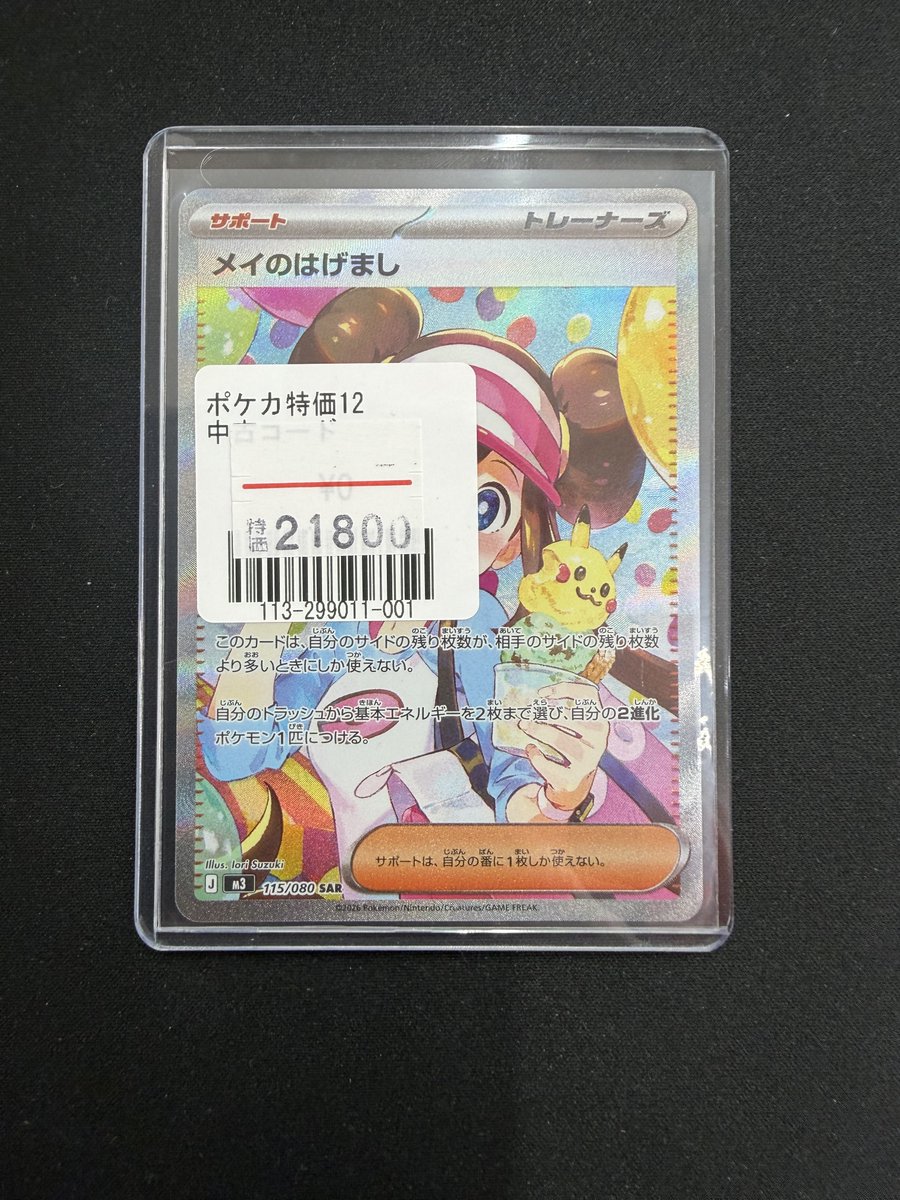 サポート
トレーナーズ
メイのはげまし
ポケカ特価12
中古コード
¥0
特価 21800
113-299011-001
このカードは、自分のサイドの残り枚数が、相手のサイドの残り枚数
より多いときにしか使えない。
自分のトラッシュから基本エネルギーを2枚まで選び、自分の2進化
ポケモン1匹につける。
サポートは、自分の番に1枚しか使えない。
Illus. Iori Suzuki
J M3 115/080 SAR
©2026 Pokémon/Nintendo/Creatures/GAME FREAK